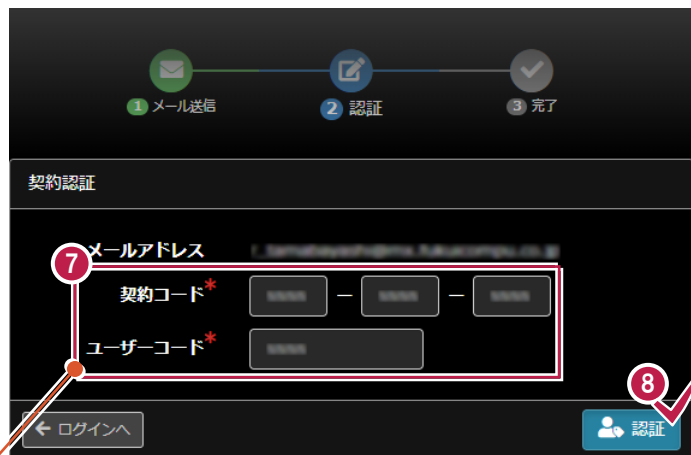 1 メール送信
2 認証
3 完了
契約認証
メールアドレス
7
契約コード* － －
ユーザーコード*
8
← ログインへ
認証